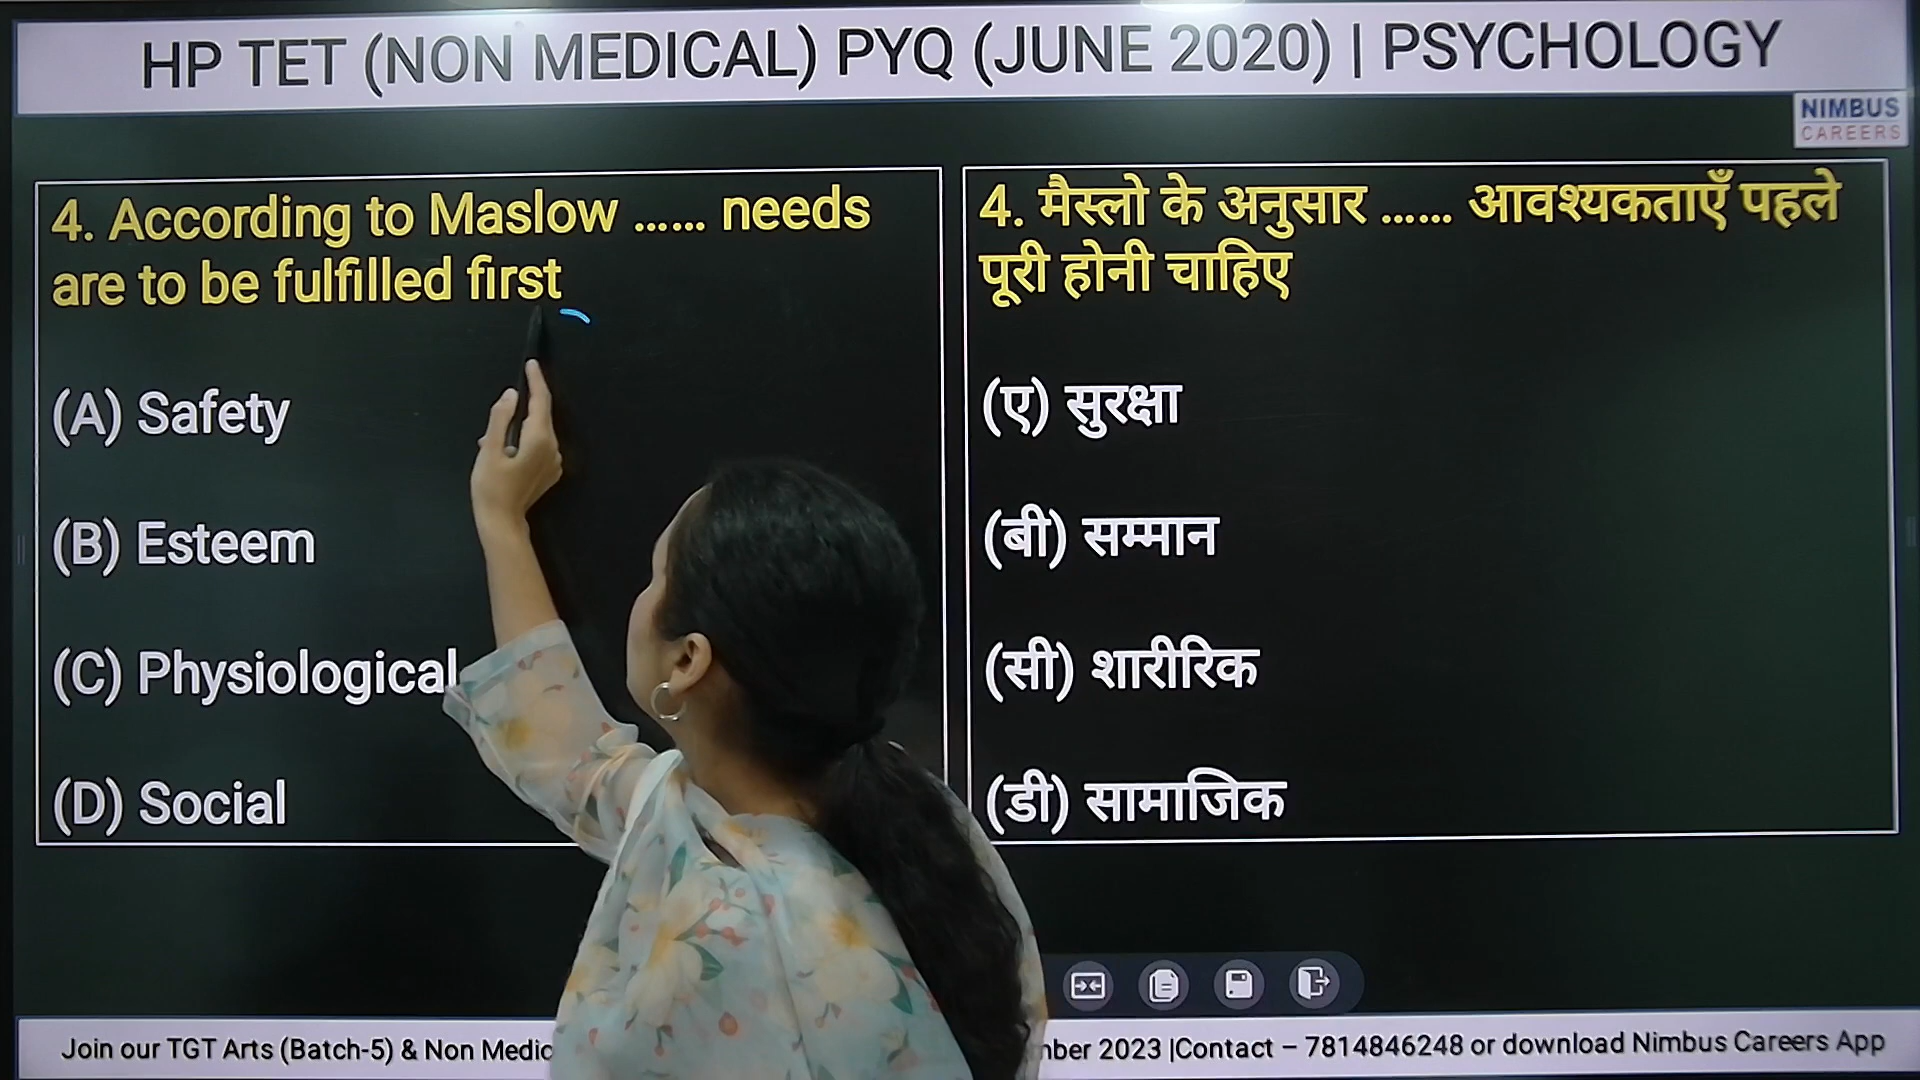 HP TET (NON MEDICAL) PYQ (JUNE 2020) | PSYCHOLOGY
NIMBUS
CAREERS
4. According to Maslow ...... needs
are to be fulfilled first
(A) Safety
(B) Esteem
(C) Physiological
(D) Social
4. मैस्लो के अनुसार ...... आवश्यकताएँ पहले
पूरी होनी चाहिए
(ए) सुरक्षा
(बी) सम्मान
(सी) शारीरिक
(डी) सामाजिक
Join our TGT Arts (Batch-5) & Non 2023 |Contact – 7814846248 or download Nimbus Careers App